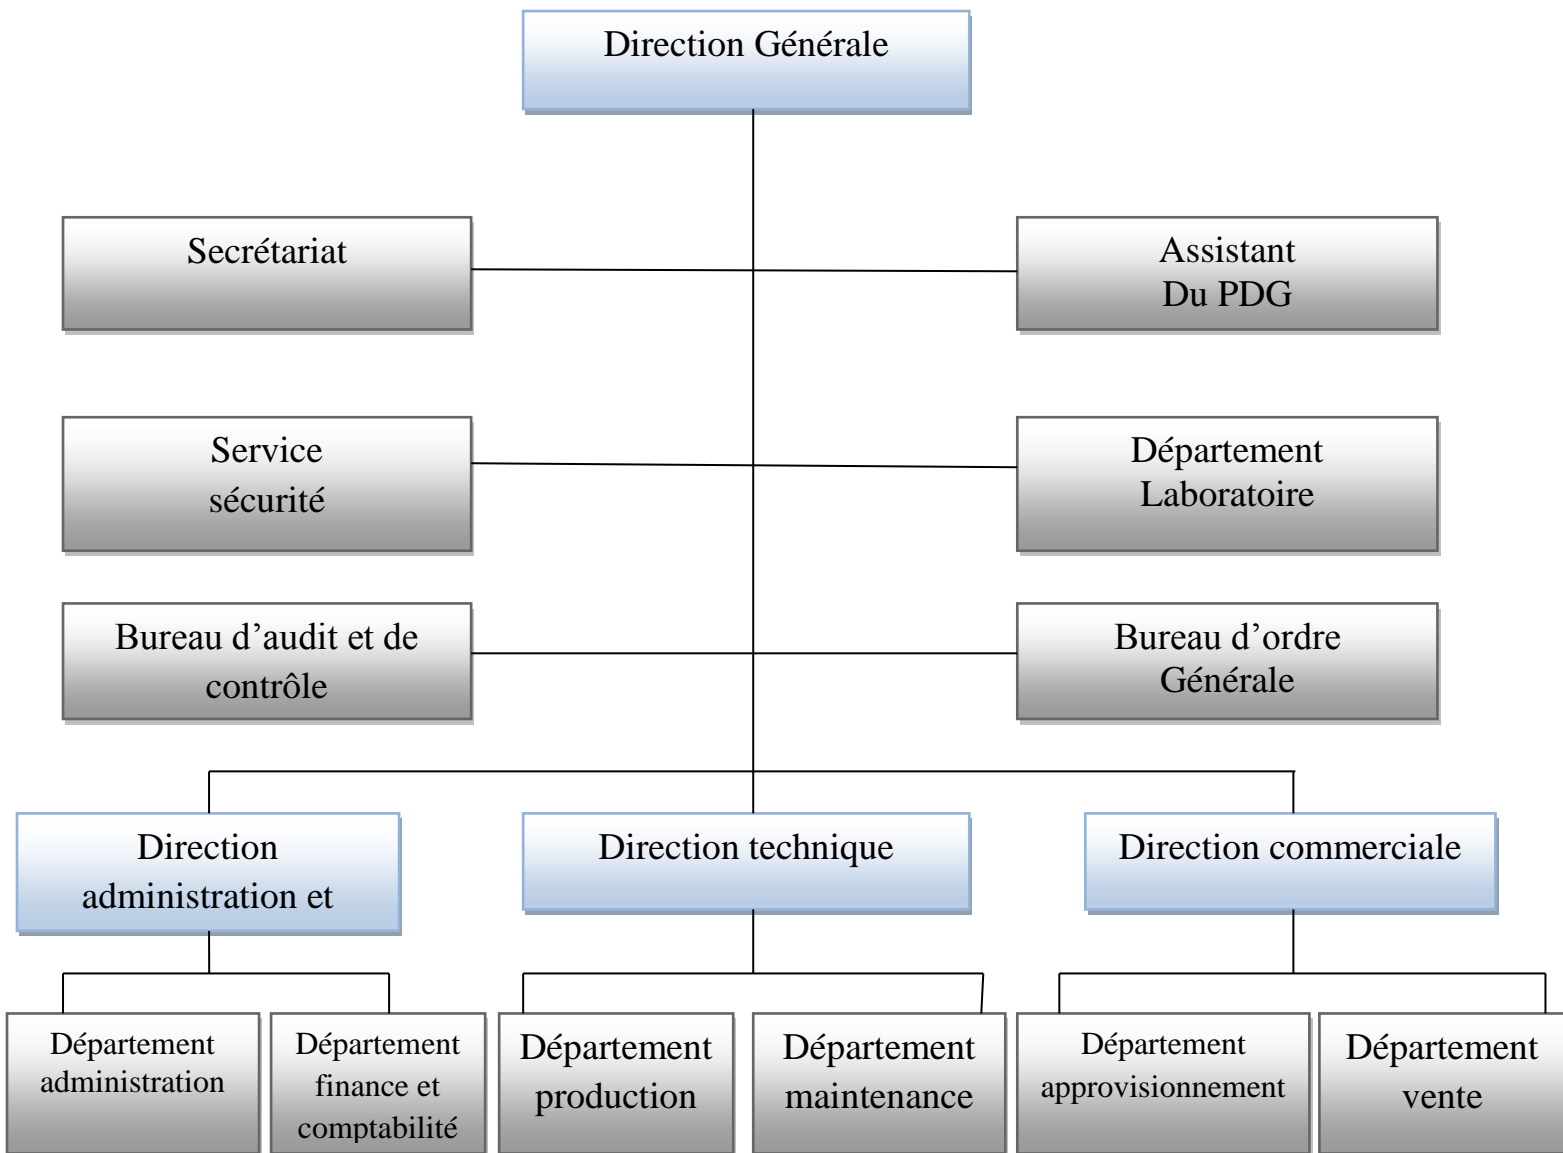 Direction Générale
Secrétariat
Assistant
Du PDG
Service
sécurité
Département
Laboratoire
Bureau d’audit et de
contrôle
Bureau d’ordre
Générale
Direction
administration et
Direction technique
Direction commerciale
Département
administration
Département
finance et
comptabilité
Département
production
Département
maintenance
Département
approvisionnement
Département
vente